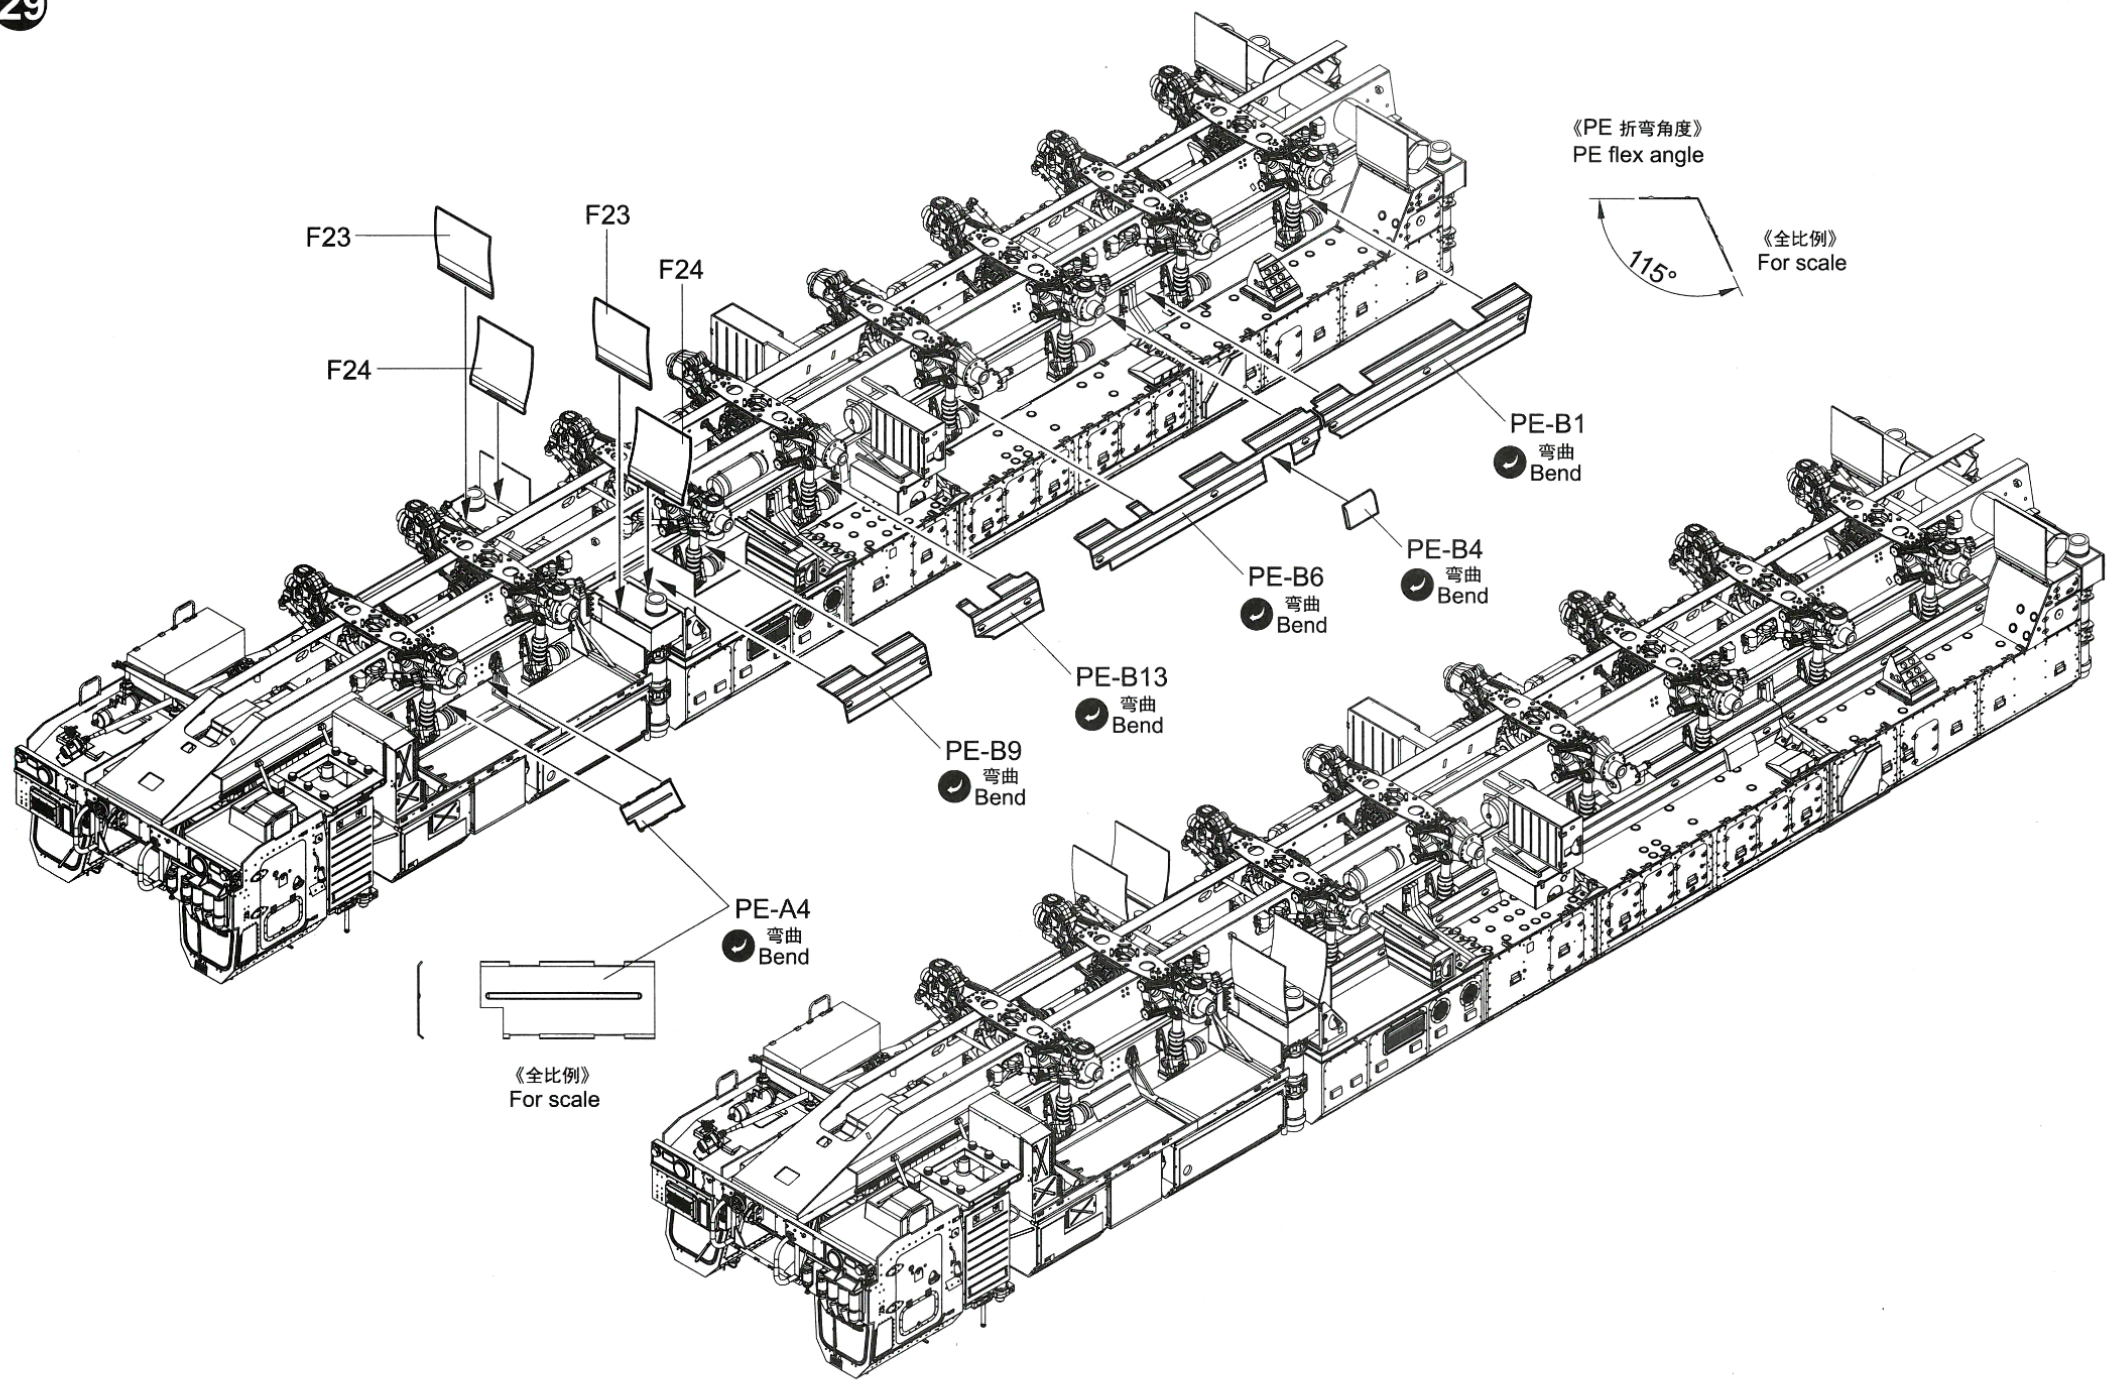 29
《PE 折弯角度》
PE flex angle
115°
《全比例》
For scale
F23
F23
F24
F24
PE-B1
弯曲
Bend
PE-B4
弯曲
Bend
PE-B6
弯曲
Bend
PE-B13
弯曲
Bend
PE-B9
弯曲
Bend
PE-A4
弯曲
Bend
《全比例》
For scale